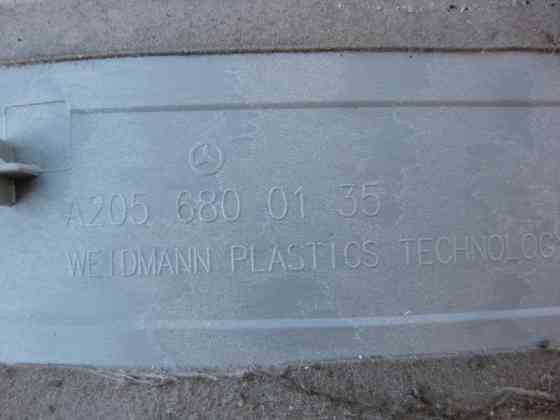 A205 680 01 35
WEIDMANN PLASTICS TECHNOLOGY